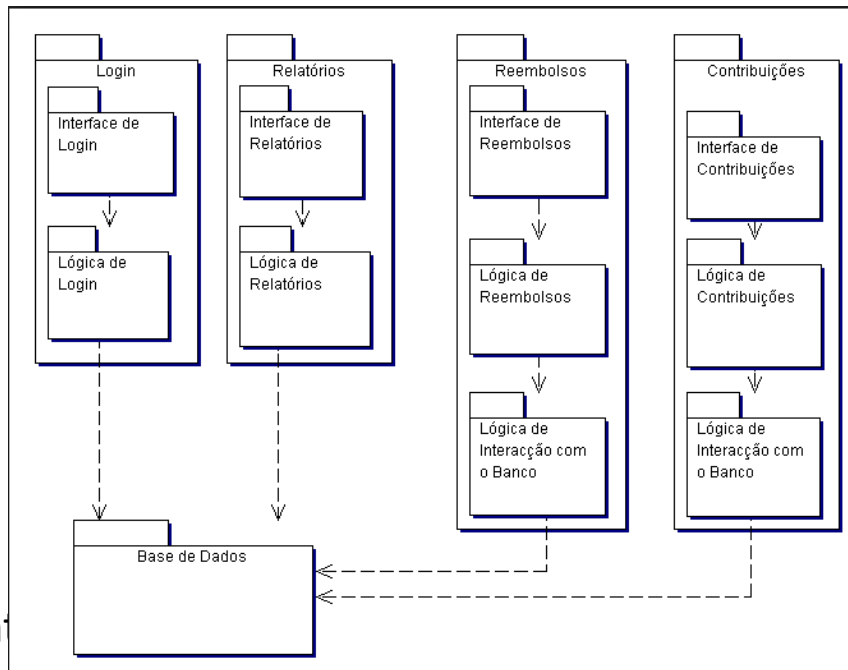 Login
Relatórios
Reembolsos
Contribuições
Interface de
Login
Interface de
Relatórios
Interface de
Reembolsos
Interface de
Contribuições
Lógica de
Login
Lógica de
Relatórios
Lógica de
Reembolsos
Lógica de
Contribuições
Lógica de
Interacção com
o Banco
Lógica de
Interacção com
o Banco
Base de Dados